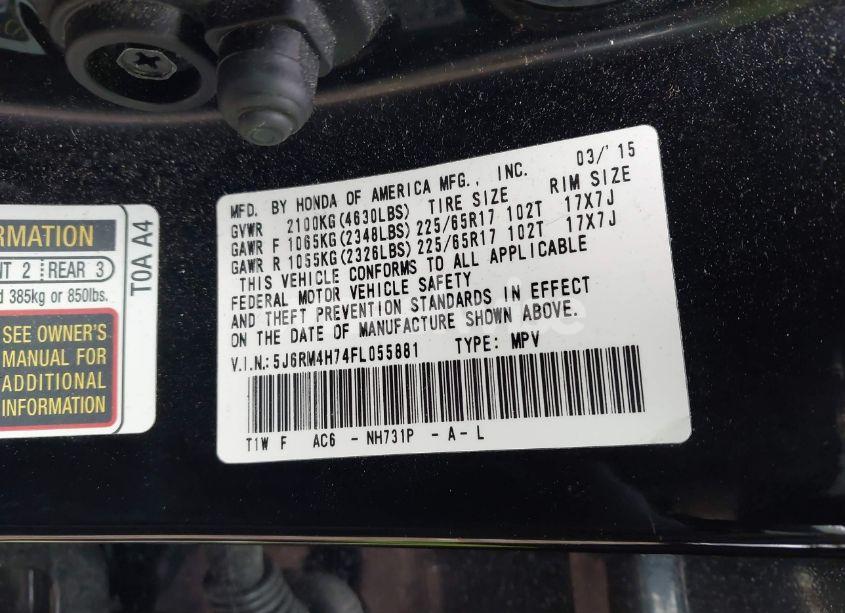 RMATION
NT 2 REAR 3
d 385kg or 850lbs.
SEE OWNER'S
MANUAL FOR
ADDITIONAL
INFORMATION
T0A A4
MFD. BY HONDA OF AMERICA MFG., INC. 03/'15
GVWR 2100KG(4630LBS) TIRE SIZE RIM SIZE
GAWR F 1065KG(2348LBS) 225/65R17 102T 17X7J
GAWR R 1055KG(2326LBS) 225/65R17 102T 17X7J
THIS VEHICLE CONFORMS TO ALL APPLICABLE
FEDERAL MOTOR VEHICLE SAFETY
AND THEFT PREVENTION STANDARDS IN EFFECT
ON THE DATE OF MANUFACTURE SHOWN ABOVE.
V.I.N.:5J6RM4H74FL055881 TYPE: MPV
T1W F AC6 - NH731P - A - L